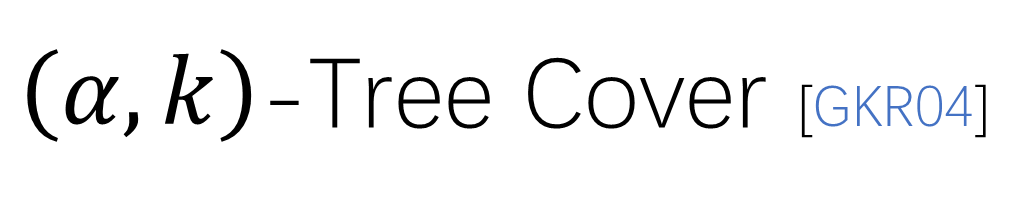 (α, k)-Tree Cover [GKR04]